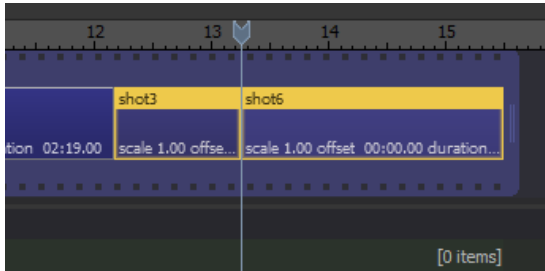 12 13 14 15
shot3 shot6
02:19.00 scale 1.00 offse... scale 1.00 offset 00:00.00 duration...
[0 items]